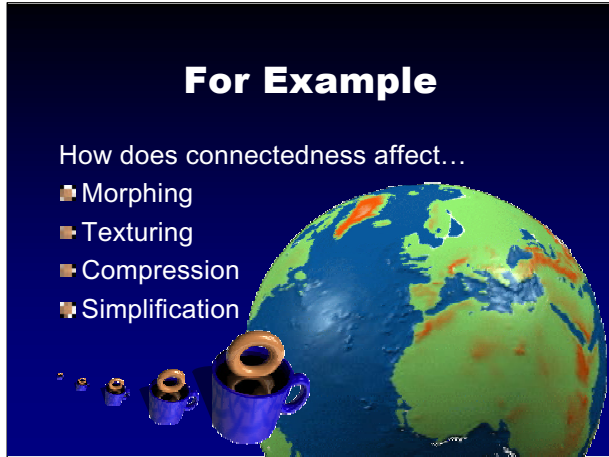 For Example
How does connectedness affect…
Morphing
Texturing
Compression
Simplification